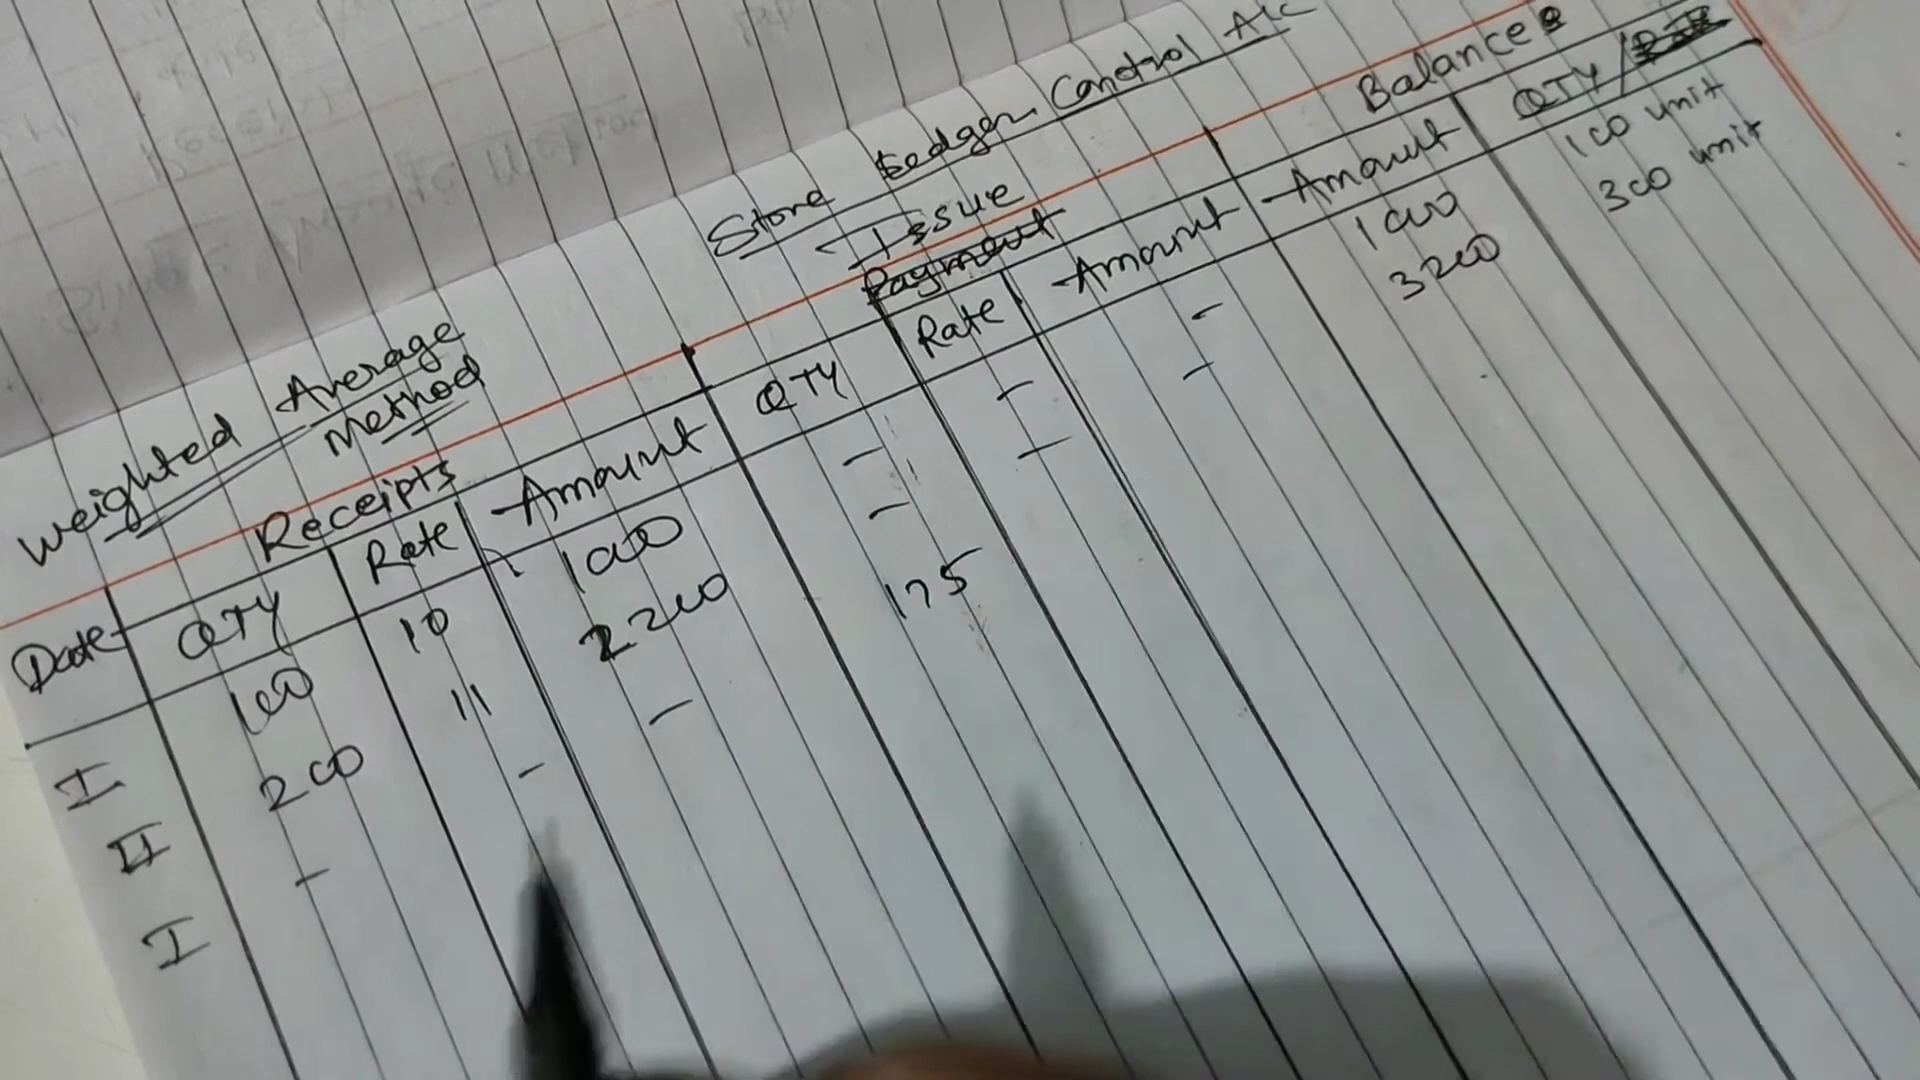 Store Ledger Control A/c
Weighted Average
Method
Receipts Issue Balance
Payment
Date QTY Rate Amount QTY Rate Amount Amount QTY/
I 100 10 1000 - - - 1000 100 unit
II 200 11 2200 - - - 3200 300 unit
I - - - 175